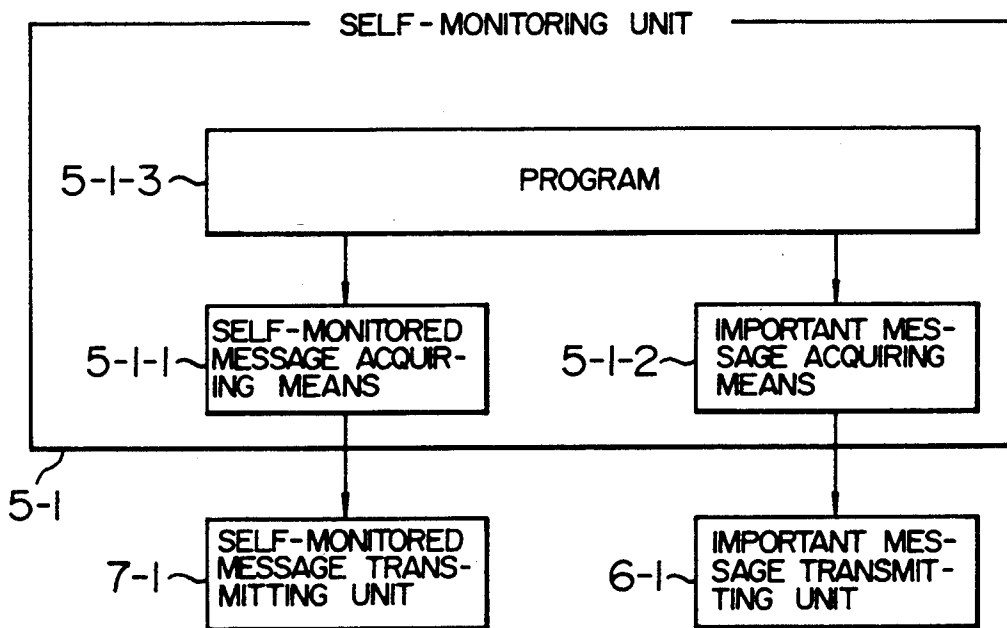 SELF-MONITORING UNIT
5-1-3
PROGRAM
5-1-1
SELF-MONITORED
MESSAGE ACQUIR-
ING MEANS
5-1-2
IMPORTANT MES-
SAGE ACQUIRING
MEANS
5-1
7-1
SELF-MONITORED
MESSAGE TRANS-
MITTING UNIT
6-1
IMPORTANT MES-
SAGE TRANSMIT-
TING UNIT